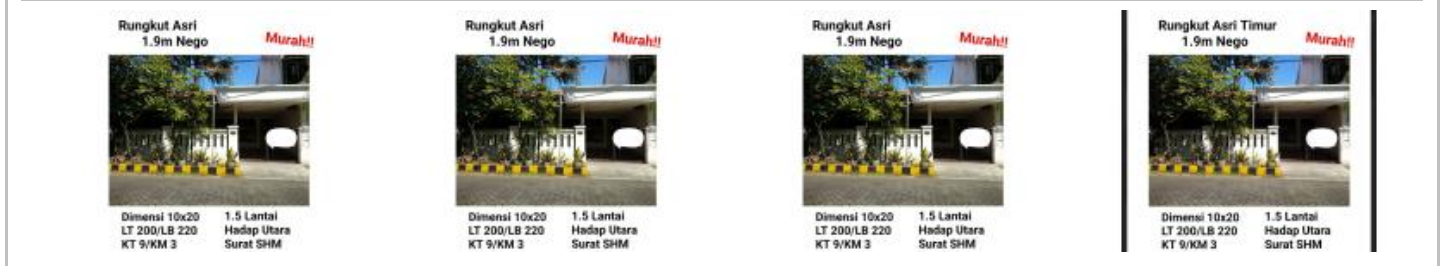 Rungkut Asri
1.9m Nego
Murah!!
Dimensi 10x20
LT 200/LB 220
KT 9/KM 3
1.5 Lantai
Hadap Utara
Surat SHM
Rungkut Asri
1.9m Nego
Murah!!
Dimensi 10x20
LT 200/LB 220
KT 9/KM 3
1.5 Lantai
Hadap Utara
Surat SHM
Rungkut Asri
1.9m Nego
Murah!!
Dimensi 10x20
LT 200/LB 220
KT 9/KM 3
1.5 Lantai
Hadap Utara
Surat SHM
Rungkut Asri Timur
1.9m Nego
Murah!!
Dimensi 10x20
LT 200/LB 220
KT 9/KM 3
1.5 Lantai
Hadap Utara
Surat SHM